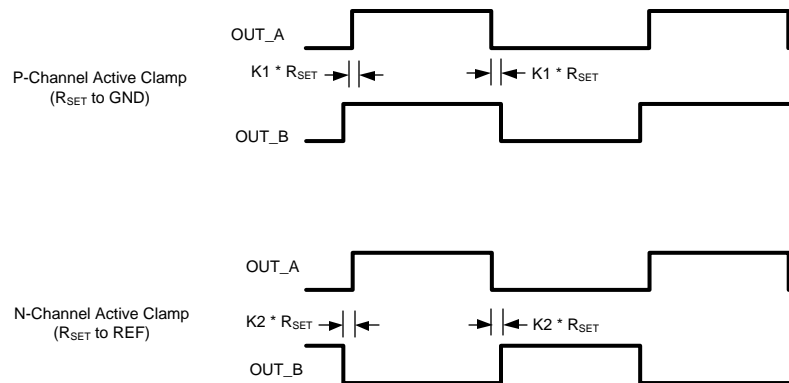 OUT_A
P-Channel Active Clamp
(RSET to GND)
K1 * RSET
K1 * RSET
OUT_B
OUT_A
N-Channel Active Clamp
(RSET to REF)
K2 * RSET
K2 * RSET
OUT_B